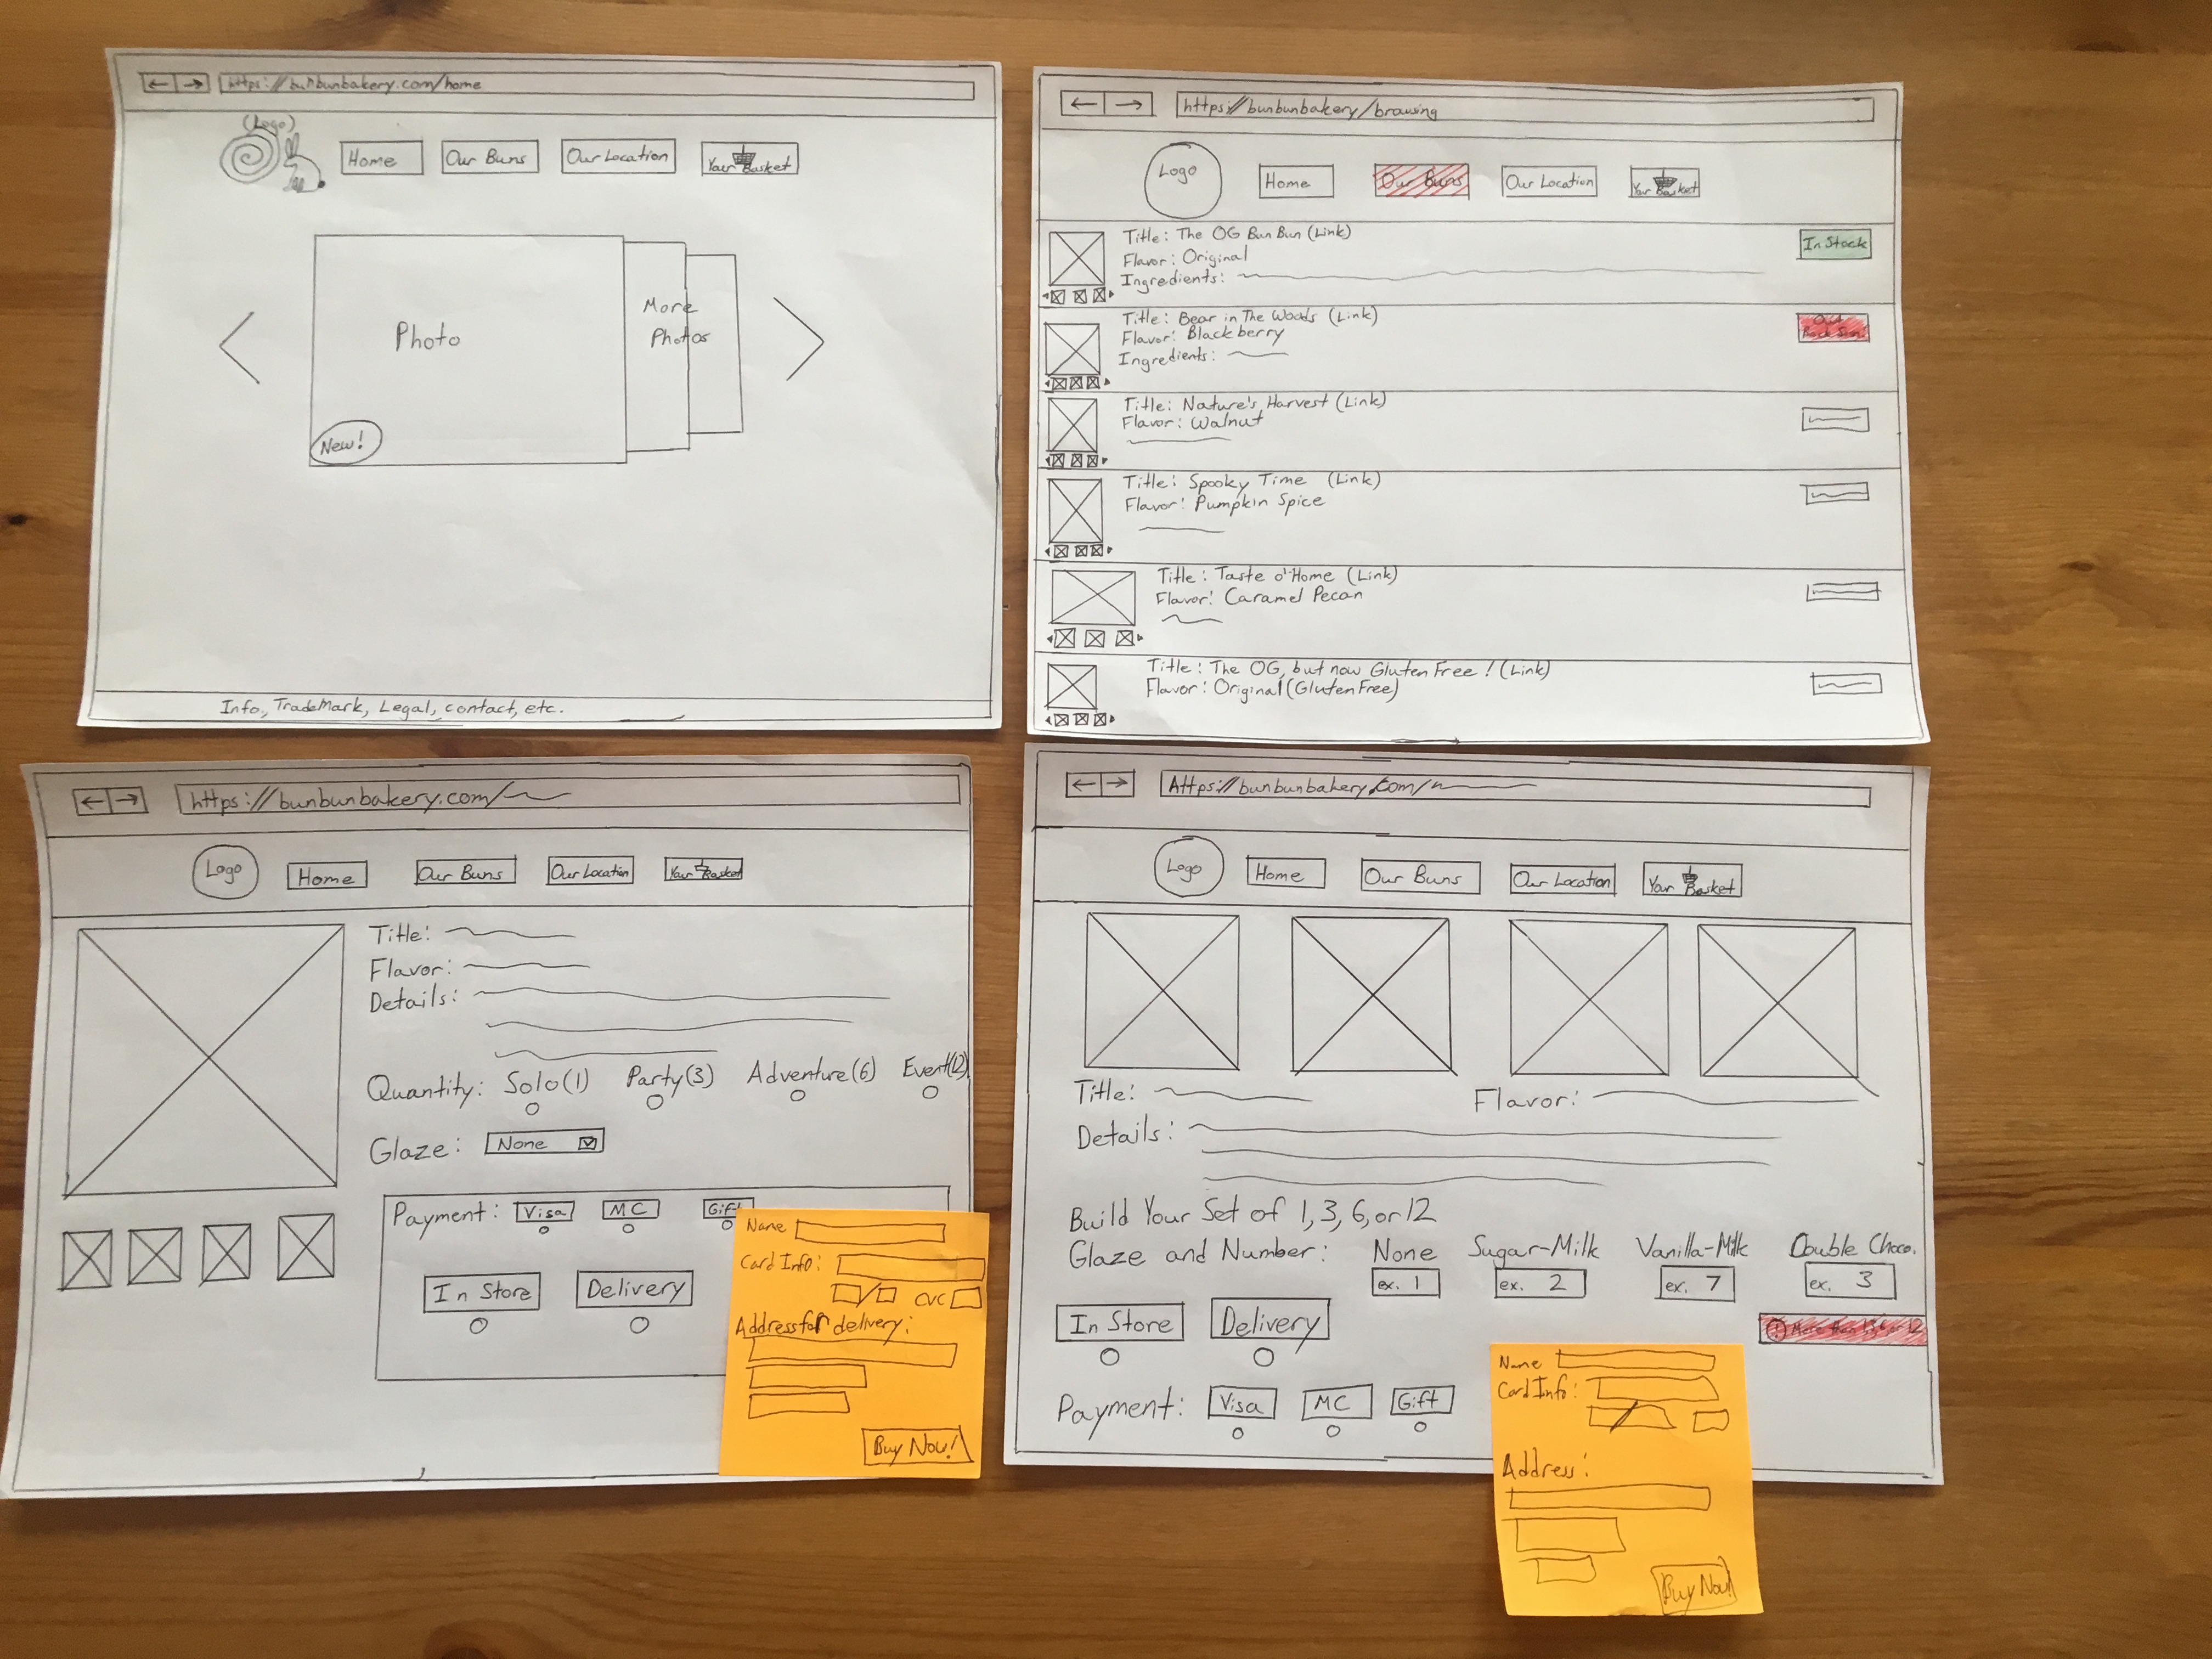 https://bunbunbakery.com/home
(Logo)
Home
Our Buns
Our Location
Your Basket
Photo
More
Photos
New!
Info, TradeMark, Legal, contact, etc.
https://bunbunbakery/browsing
Logo
Home
Our Buns
Our Location
Your Basket
Title: The OG Bun Bun (Link)
Flavor: Original
Ingredients:
In Stock
Title: Bear in The Woods (Link)
Flavor: Blackberry
Ingredients:
Out
Back Soon!
Title: Nature's Harvest (Link)
Flavor: Walnut
Title: Spooky Time (Link)
Flavor: Pumpkin Spice
Title: Taste o' Home (Link)
Flavor: Caramel Pecan
Title: The OG, but now Gluten Free! (Link)
Flavor: Original (Gluten Free)
https://bunbunbakery.com/
Logo
Home
Our Buns
Our Location
Your Basket
Title:
Flavor:
Details:
Quantity: Solo(1) Party(3) Adventure(6) Event(12)
Glaze: None
Payment: Visa MC Gift
In Store Delivery
Name
Card Info:
/ CVC
Address for delivery:
Buy Now!
https://bunbunbakery.com/
Logo
Home
Our Buns
Our Location
Your Basket
Title: Flavor:
Details:
Build Your Set of 1, 3, 6, or 12
Glaze and Number: None Sugar-Milk Vanilla-Milk Double Choco.
ex. 1 ex. 2 ex. 7 ex. 3
In Store Delivery
! More than 1,3,6 or 12
Payment: Visa MC Gift
Name
Card Info:
/
Address:
Buy Now!